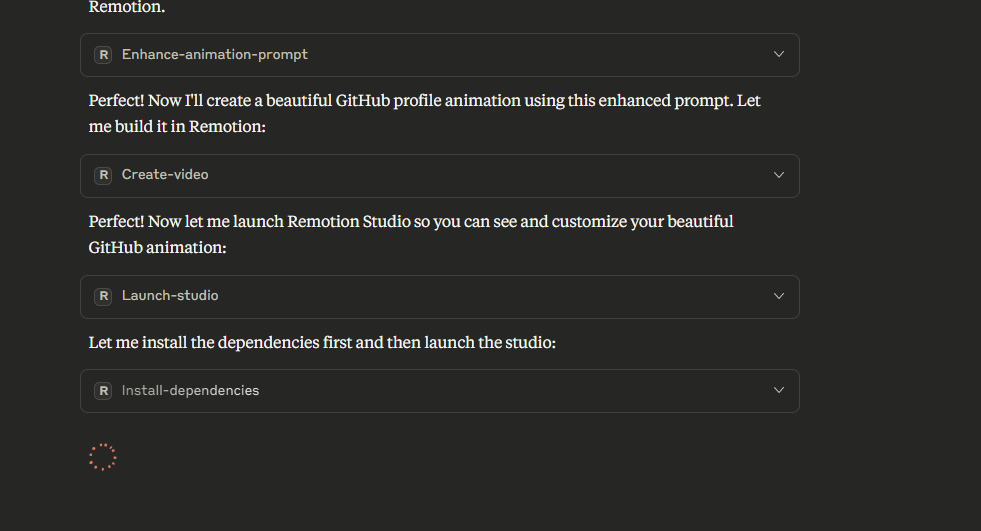 Remotion.
R Enhance-animation-prompt
Perfect! Now I'll create a beautiful GitHub profile animation using this enhanced prompt. Let
me build it in Remotion:
R Create-video
Perfect! Now let me launch Remotion Studio so you can see and customize your beautiful
GitHub animation:
R Launch-studio
Let me install the dependencies first and then launch the studio:
R Install-dependencies